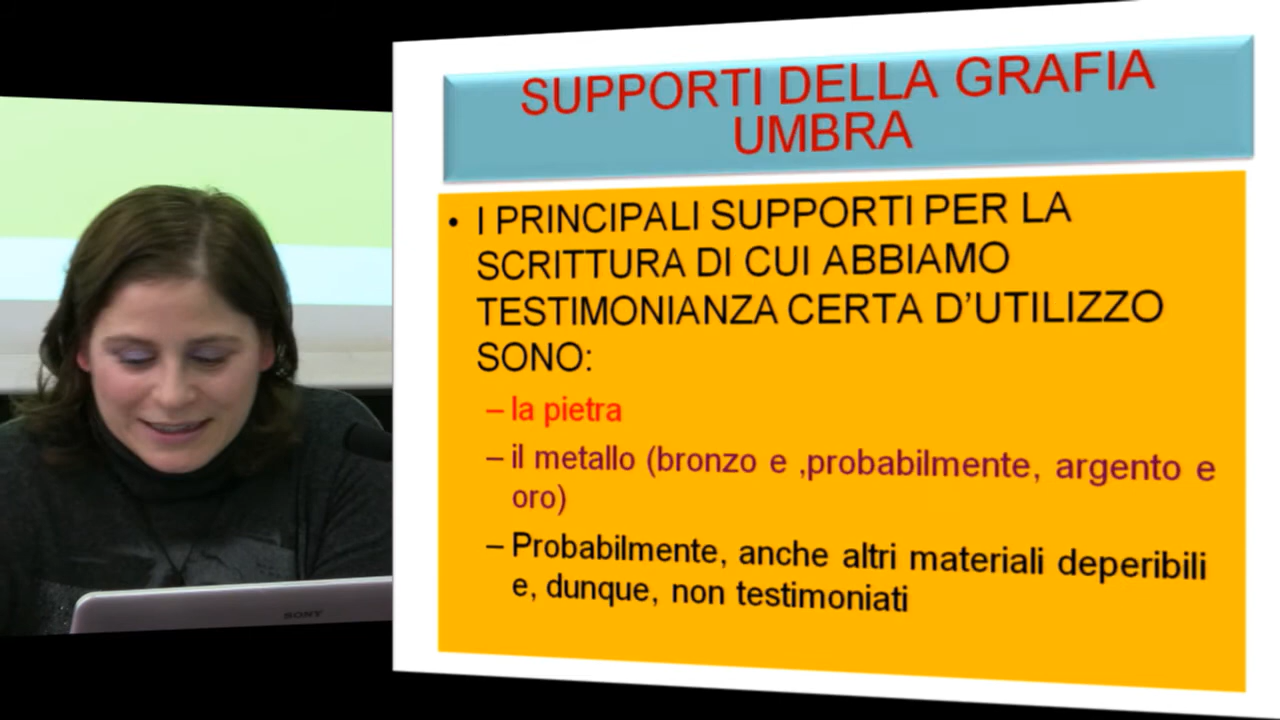 SUPPORTI DELLA GRAFIA
UMBRA
• I PRINCIPALI SUPPORTI PER LA
SCRITTURA DI CUI ABBIAMO
TESTIMONIANZA CERTA D’UTILIZZO
SONO:
– la pietra
– il metallo (bronzo e ,probabilmente, argento e
oro)
– Probabilmente, anche altri materiali deperibili
e, dunque, non testimoniati
SONY